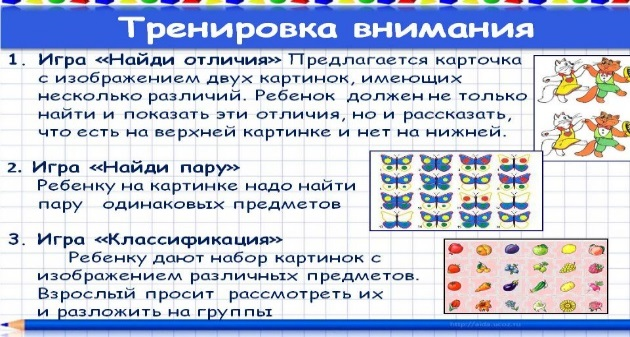 Тренировка внимания
1. Игра «Найди отличия» Предлагается карточка
с изображением двух картинок, имеющих
несколько различий. Ребенок должен не только
найти и показать эти отличия, но и рассказать,
что есть на верхней картинке и нет на нижней.
2. Игра «Найди пару»
Ребенку на картинке надо найти
пару одинаковых предметов
3. Игра «Классификация»
Ребенку дают набор картинок с
изображением различных предметов.
Взрослый просит рассмотреть их
и разложить на группы